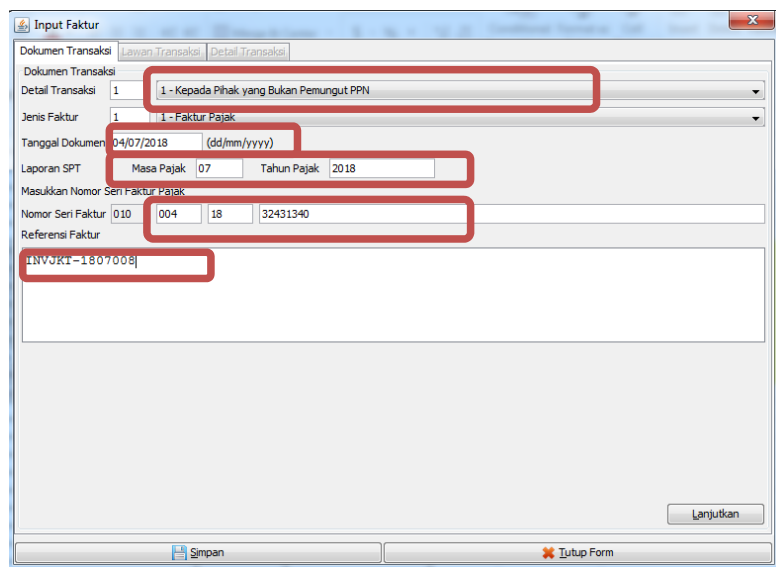 Input Faktur
Dokumen Transaksi Lawan Transaksi Detail Transaksi
Dokumen Transaksi
Detail Transaksi 1 1 - Kepada Pihak yang Bukan Pemungut PPN
Jenis Faktur 1 1 - Faktur Pajak
Tanggal Dokumen 04/07/2018 (dd/mm/yyyy)
Laporan SPT Masa Pajak 07 Tahun Pajak 2018
Masukkan Nomor Seri Faktur Pajak
Nomor Seri Faktur 010 004 18 32431340
Referensi Faktur
INVJKT-1807008
Lanjutkan
Simpan Tutup Form